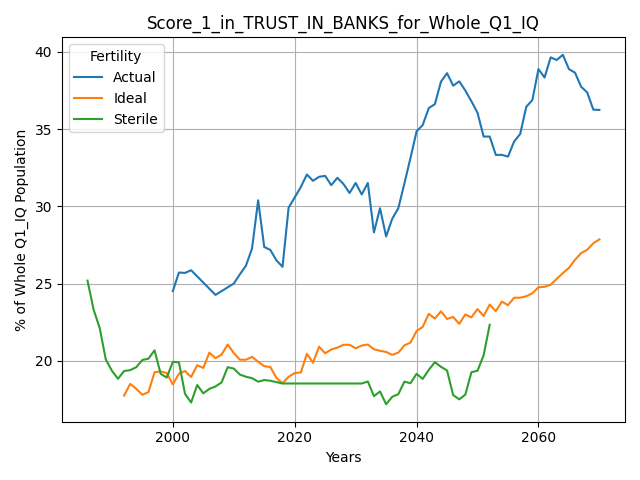 Score_1_in_TRUST_IN_BANKS_for_Whole_Q1_IQ
Fertility
Actual
Ideal
Sterile
% of Whole Q1_IQ Population
40
35
30
25
20
2000
2020
2040
2060
Years